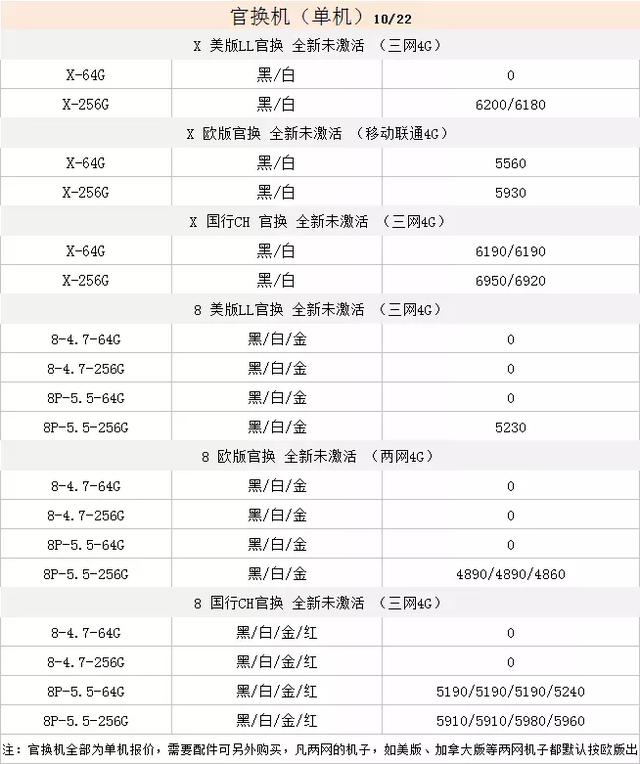 官换机（单机）10/22
X 美版LL官换 全新未激活 （三网4G）
X-64G 黑/白 0
X-256G 黑/白 6200/6180
X 欧版官换 全新未激活 （移动联通4G）
X-64G 黑/白 5560
X-256G 黑/白 5930
X 国行CH 官换 全新未激活 （三网4G）
X-64G 黑/白 6190/6190
X-256G 黑/白 6950/6920
8 美版LL官换 全新未激活 （三网4G）
8-4.7-64G 黑/白/金 0
8-4.7-256G 黑/白/金 0
8P-5.5-64G 黑/白/金 0
8P-5.5-256G 黑/白/金 5230
8 欧版官换 全新未激活 （两网4G）
8-4.7-64G 黑/白/金 0
8-4.7-256G 黑/白/金 0
8P-5.5-64G 黑/白/金 0
8P-5.5-256G 黑/白/金 4890/4890/4860
8 国行CH官换 全新未激活 （三网4G）
8-4.7-64G 黑/白/金/红 0
8-4.7-256G 黑/白/金/红 0
8P-5.5-64G 黑/白/金/红 5190/5190/5190/5240
8P-5.5-256G 黑/白/金/红 5910/5910/5980/5960
注：官换机全部为单机报价，需要配件可另外购买，凡两网的机子，如美版、加拿大版等两网机子都默认按欧版出